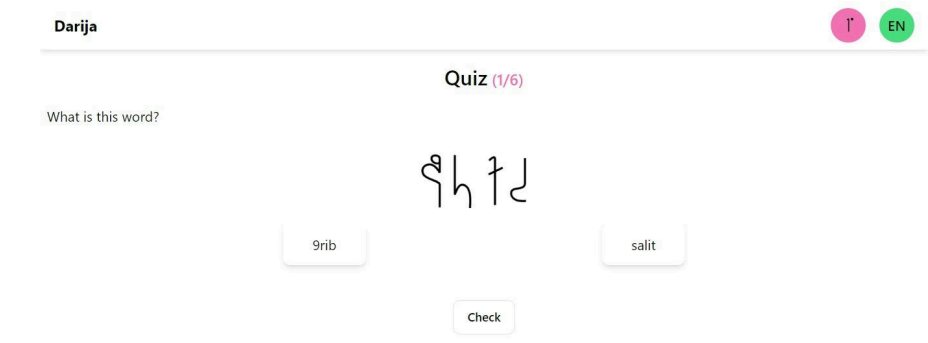 Darija
EN
Quiz (1/6)
What is this word?
9rib
salit
Check